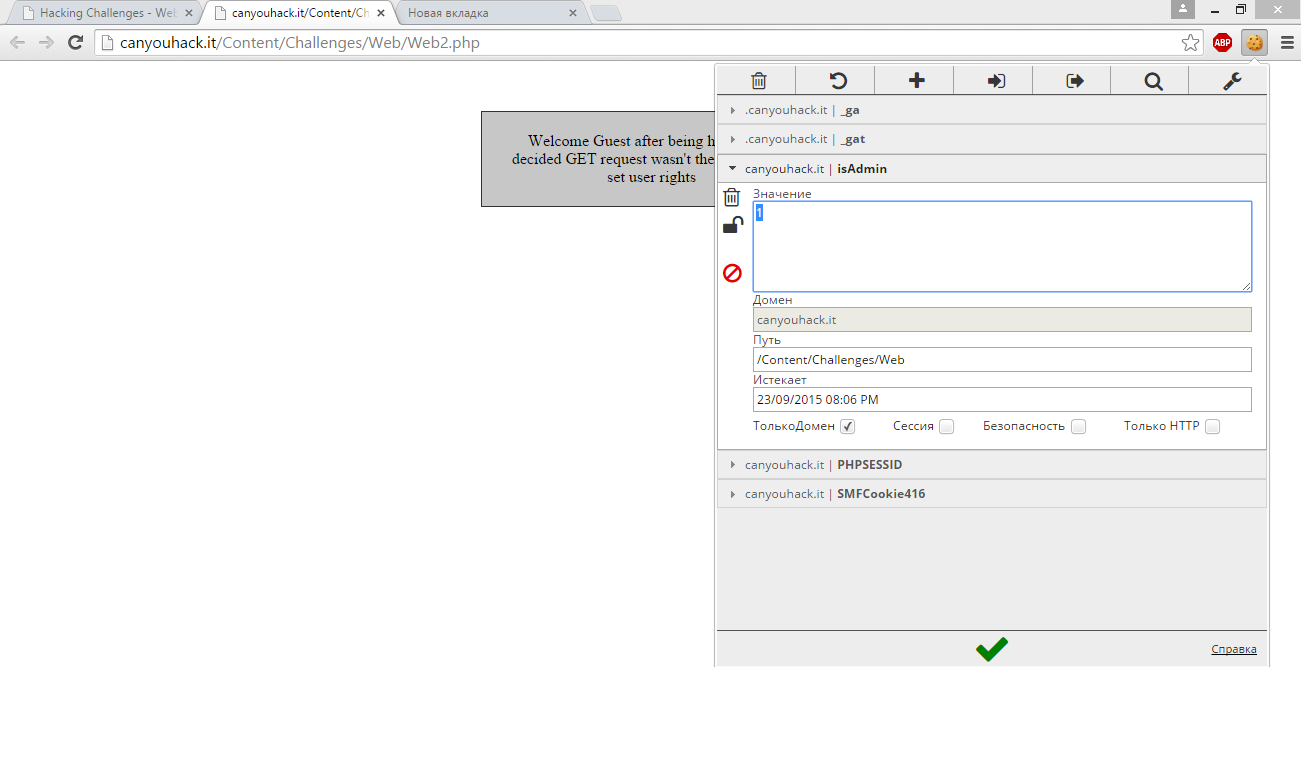 Hacking Challenges - Web
canyouhack.it/Content/Ch
Новая вкладка
canyouhack.it/Content/Challenges/Web/Web2.php
ABP
Welcome Guest after being h
decided GET request wasn't the
set user rights
.canyouhack.it | _ga
.canyouhack.it | _gat
canyouhack.it | isAdmin
Значение
1
Домен
canyouhack.it
Путь
/Content/Challenges/Web
Истекает
23/09/2015 08:06 PM
ТолькоДомен Сессия Безопасность Только HTTP
canyouhack.it | PHPSESSID
canyouhack.it | SMFCookie416
Справка